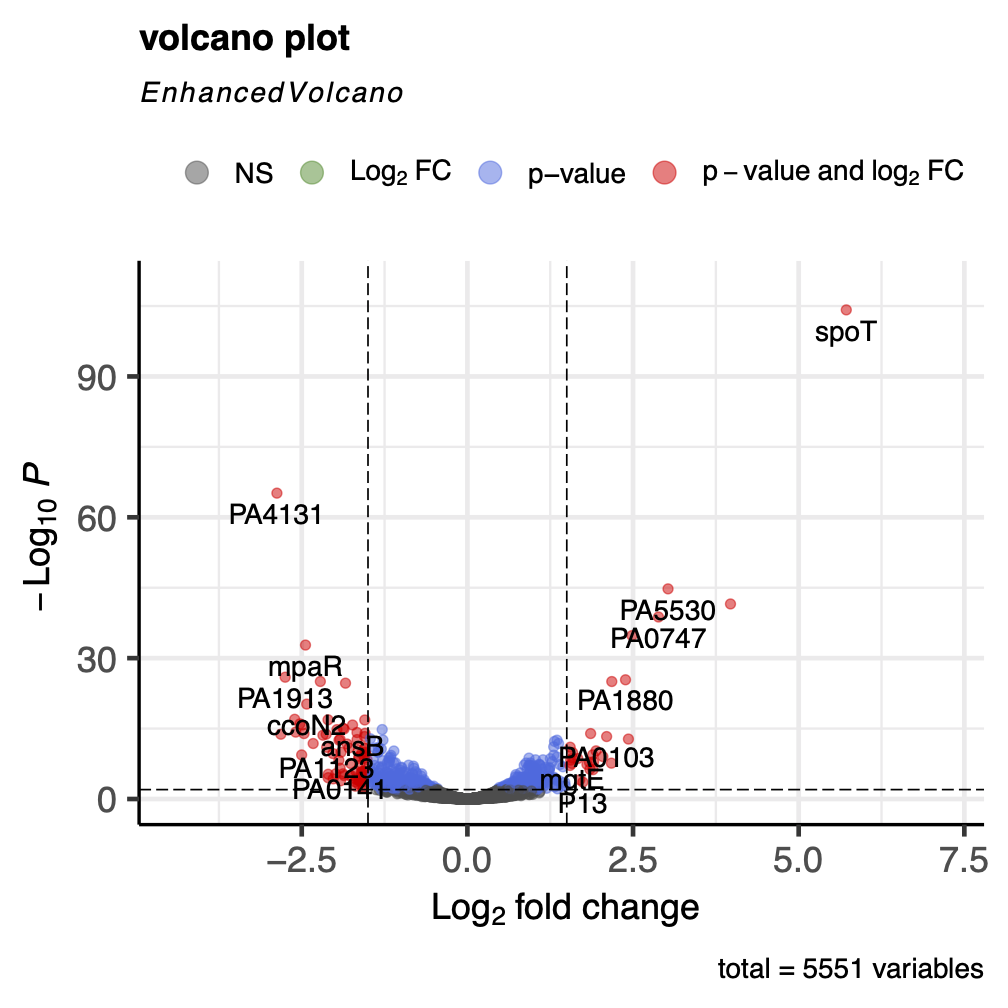 volcano plot
EnhancedVolcano
NS Log₂ FC p−value p − value and log₂ FC
spoT
90
PA4131
60
−Log₁₀ P
PA5530
PA0747
30
mpaR
PA1913
PA1880
ccoN2
ansB
PA0103
PA1123
mgtE
PA0141
P13
0
−2.5 0.0 2.5 5.0 7.5
Log₂ fold change
total = 5551 variables